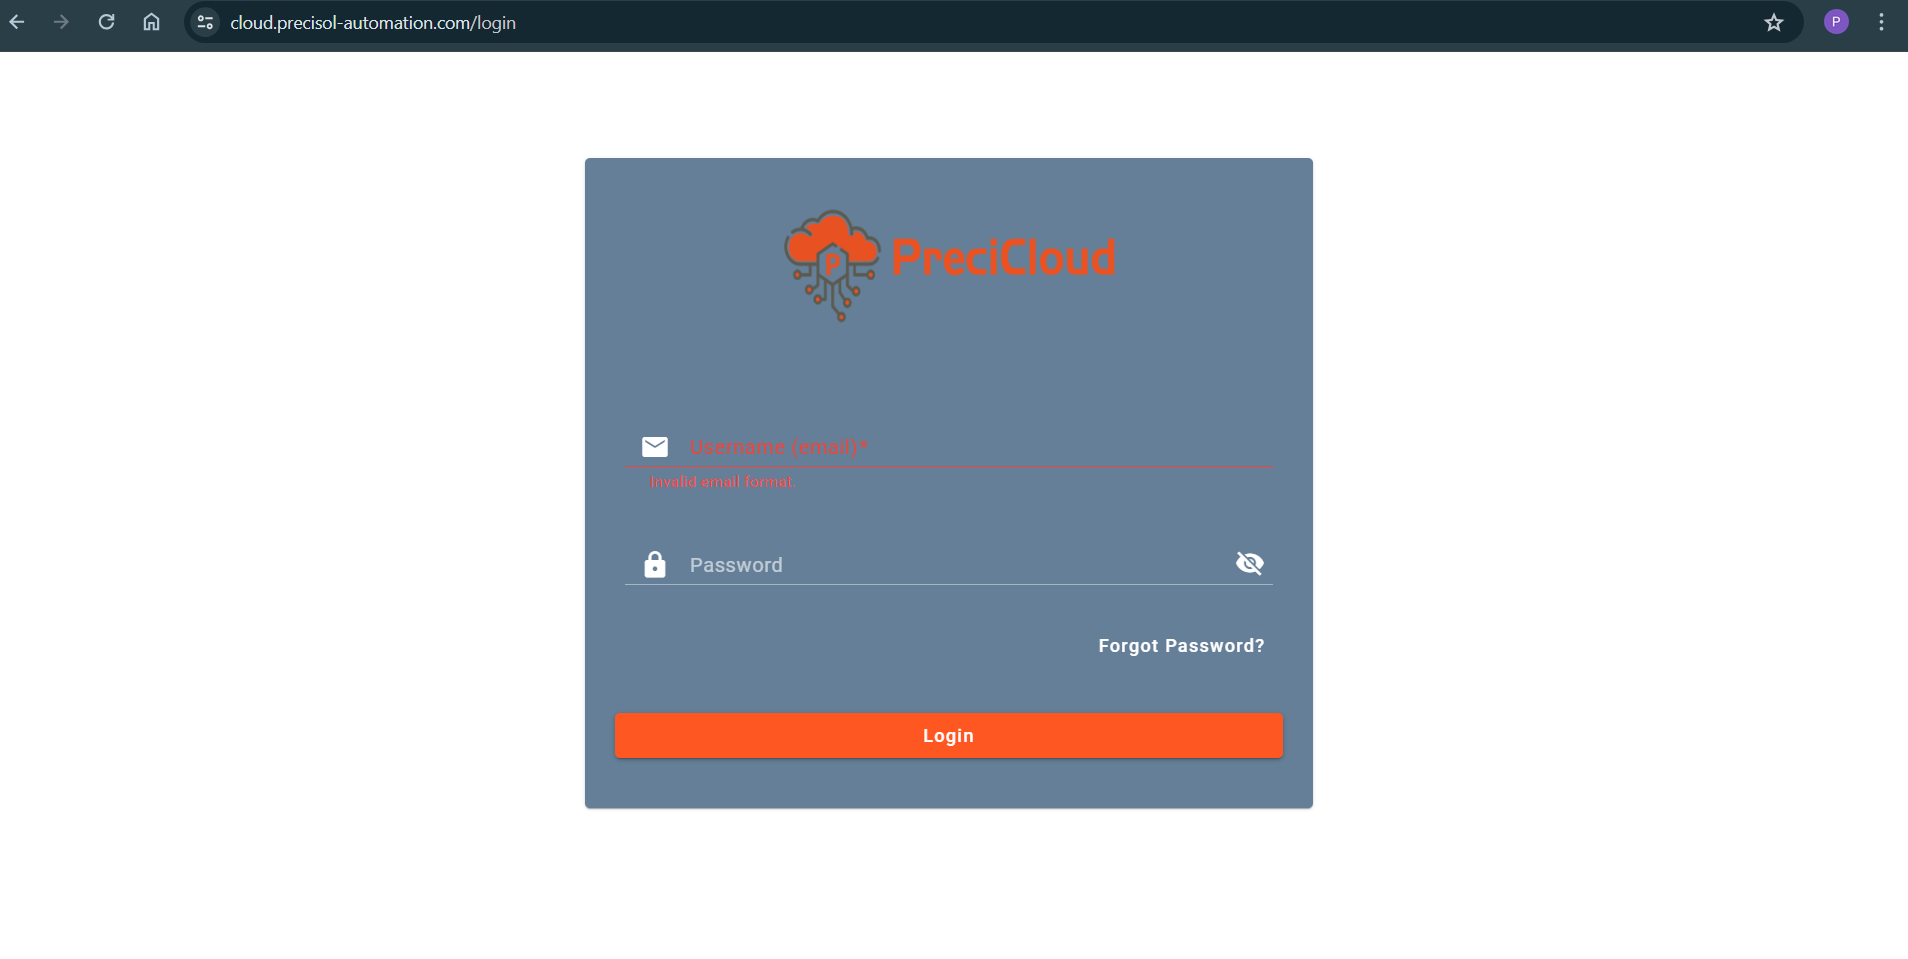 cloud.precisol-automation.com/login
P
P
PreciCloud
Username (email)*
Invalid email format.
Password
Forgot Password?
Login